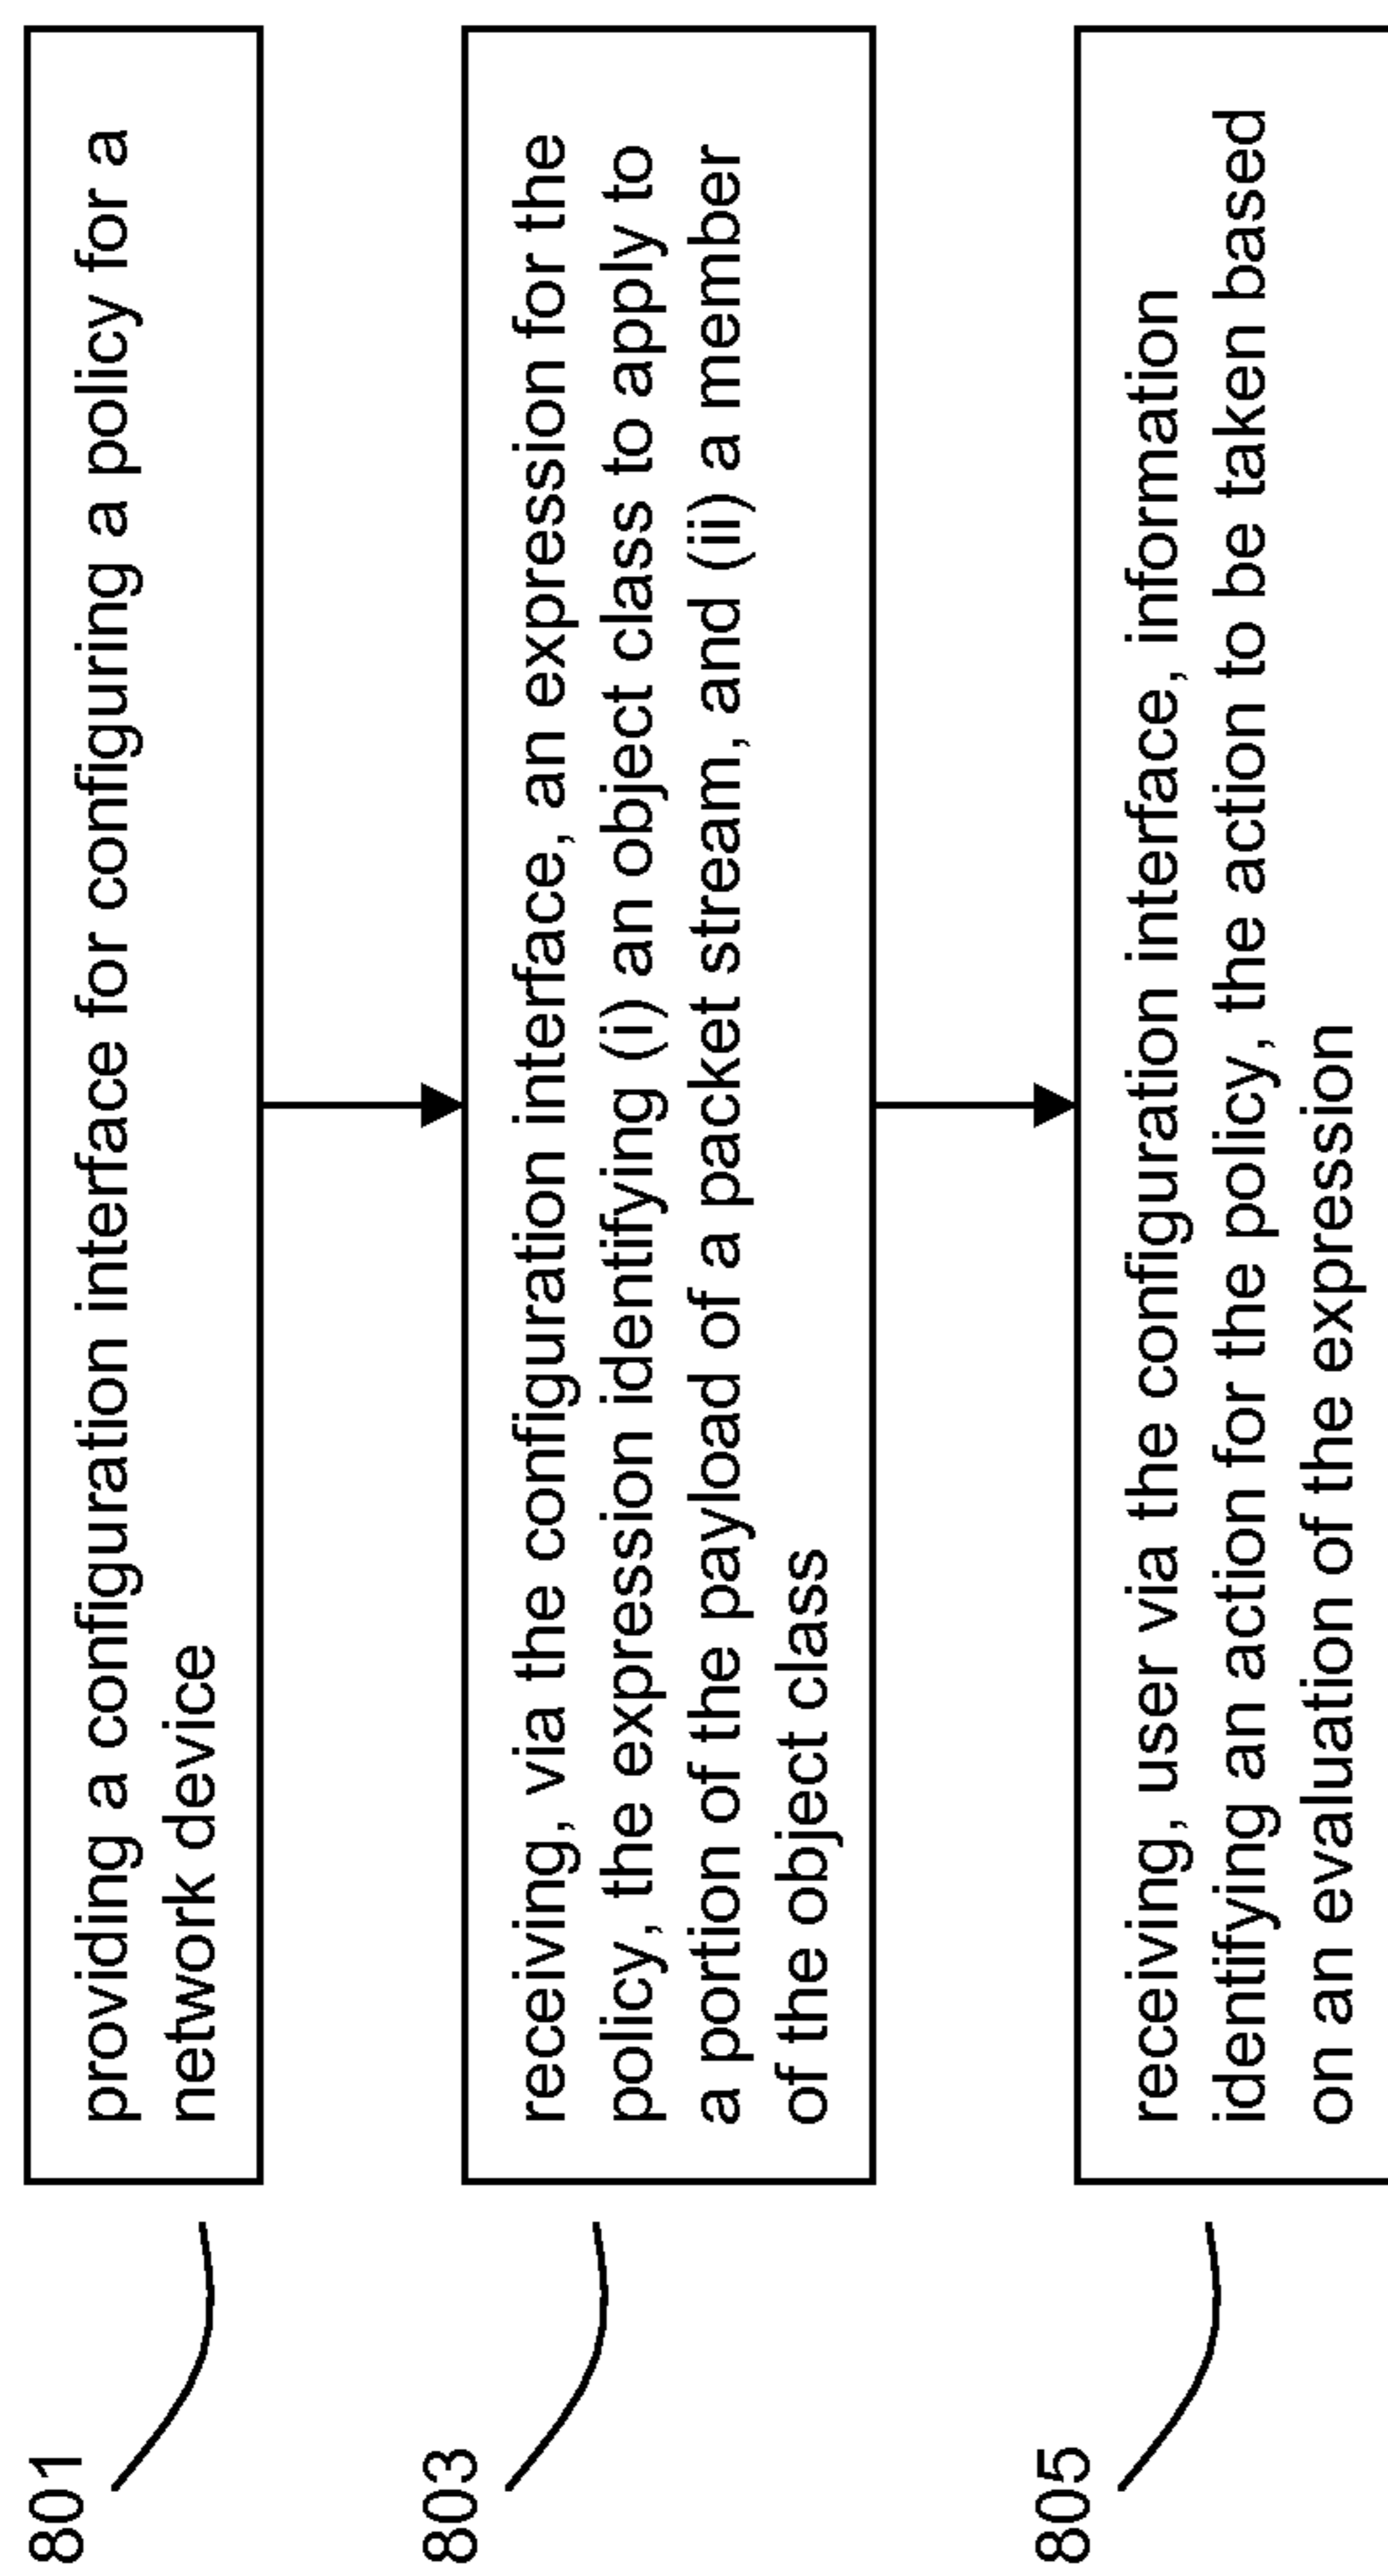 801
providing a configuration interface for configuring a policy for a
network device
803
receiving, via the configuration interface, an expression for the
policy, the expression identifying (i) an object class to apply to
a portion of the payload of a packet stream, and (ii) a member
of the object class
805
receiving, user via the configuration interface, information
identifying an action for the policy, the action to be taken based
on an evaluation of the expression